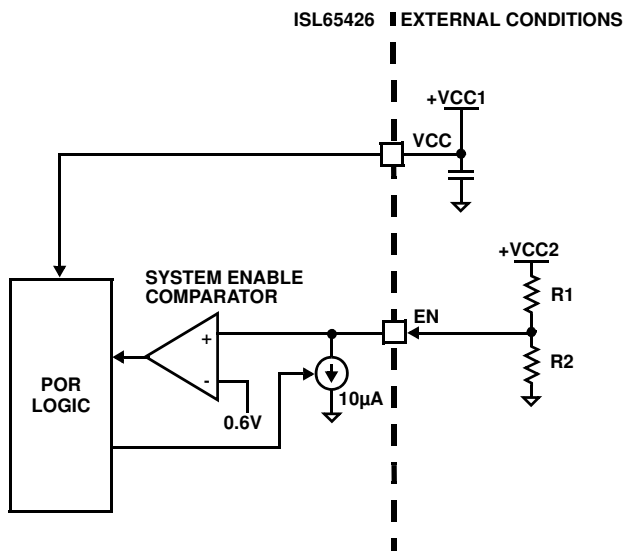 ISL65426
EXTERNAL CONDITIONS
+VCC1
VCC
+VCC2
SYSTEM ENABLE
COMPARATOR
R1
EN
+
R2
-
POR
LOGIC
10µA
0.6V